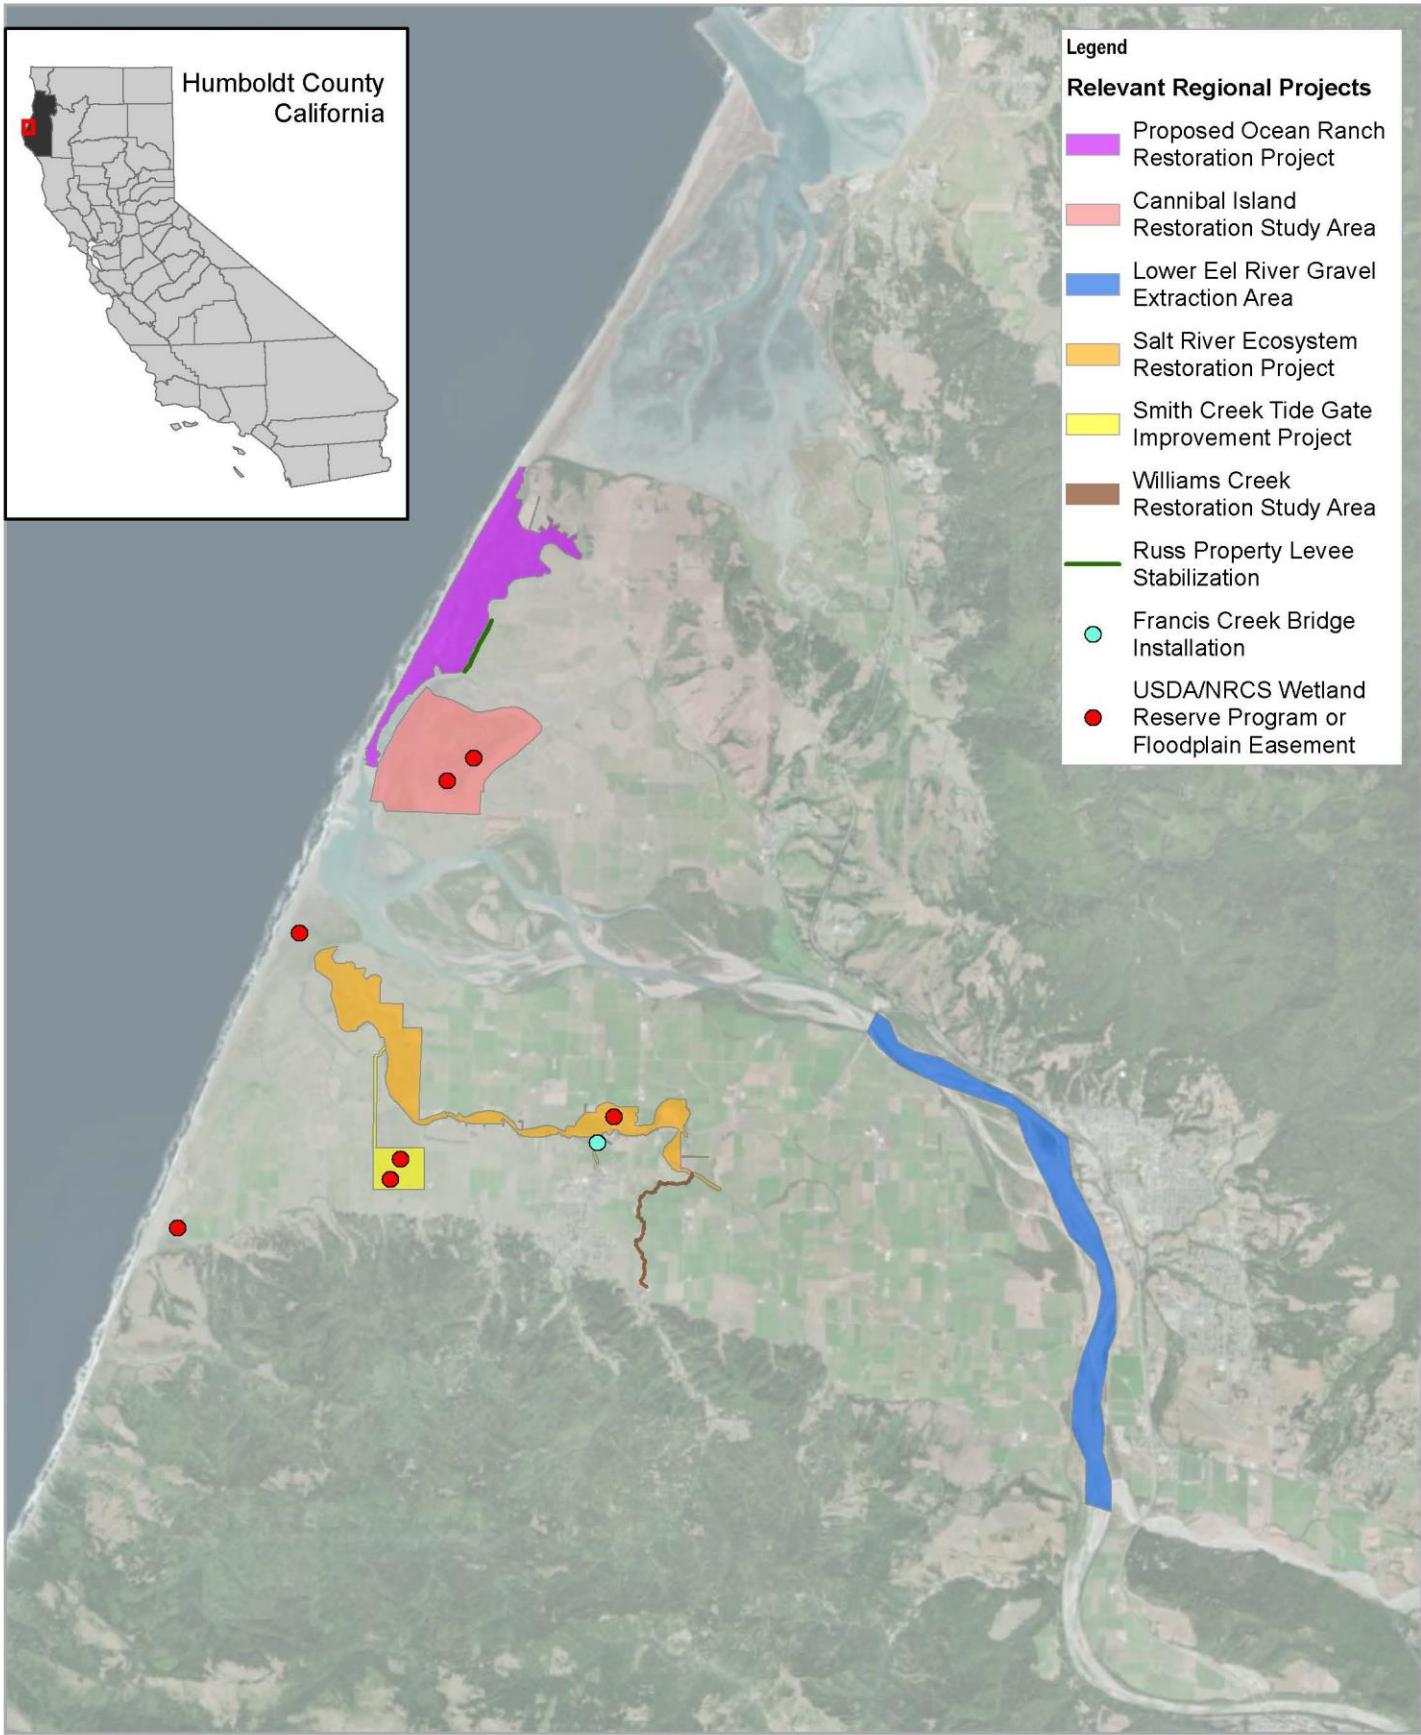 Humboldt County
California
Legend
Relevant Regional Projects
Proposed Ocean Ranch
Restoration Project
Cannibal Island
Restoration Study Area
Lower Eel River Gravel
Extraction Area
Salt River Ecosystem
Restoration Project
Smith Creek Tide Gate
Improvement Project
Williams Creek
Restoration Study Area
Russ Property Levee
Stabilization
Francis Creek Bridge
Installation
USDA/NRCS Wetland
Reserve Program or
Floodplain Easement